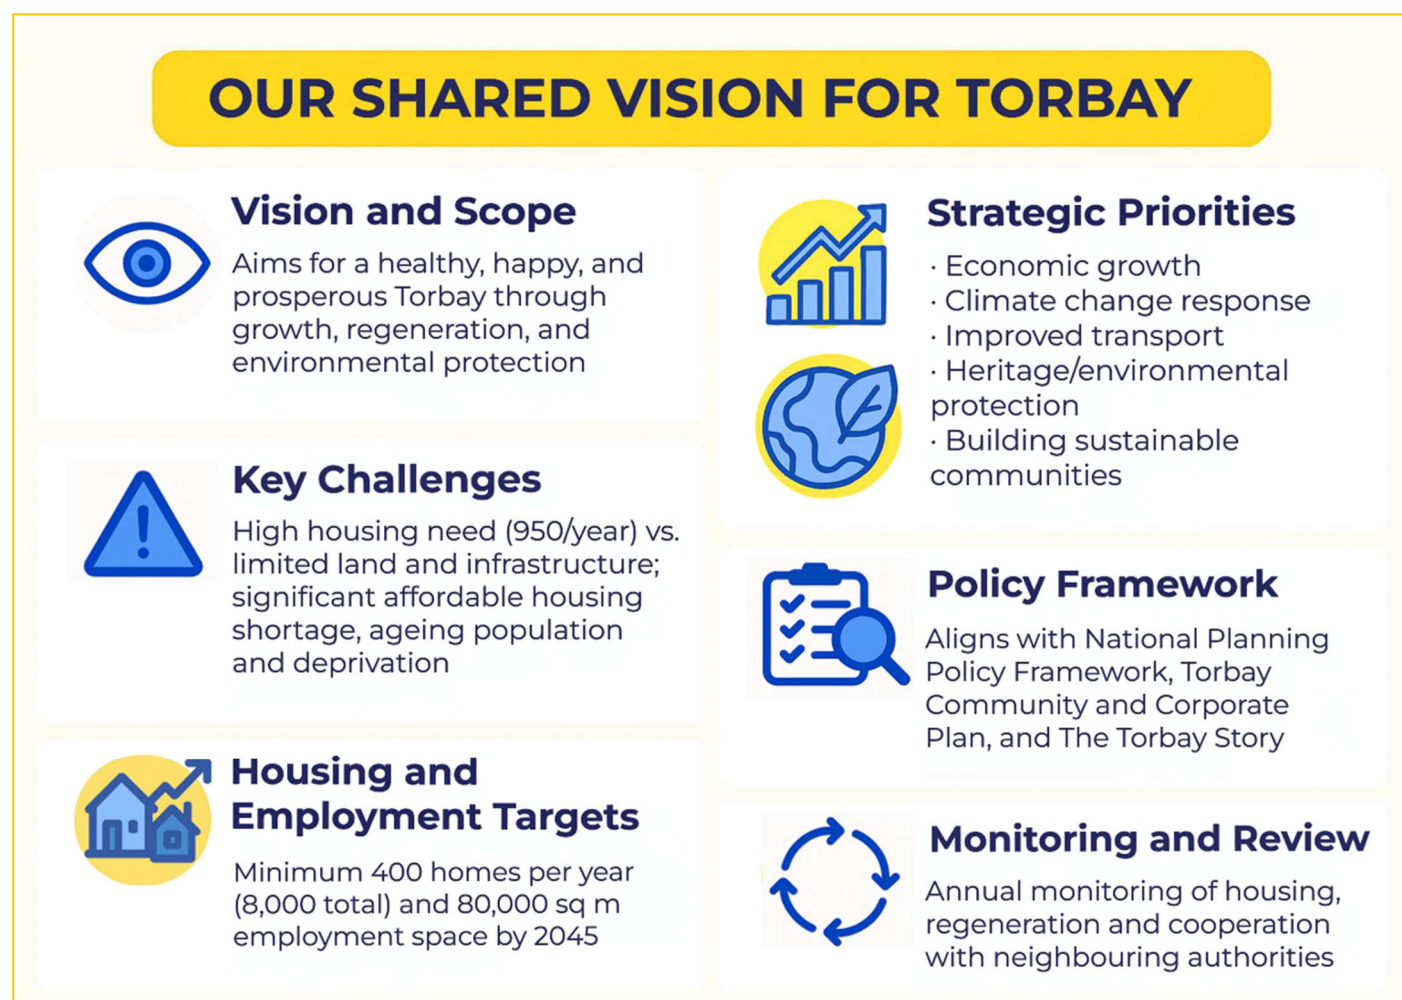 OUR SHARED VISION FOR TORBAY
Vision and Scope
Aims for a healthy, happy, and
prosperous Torbay through
growth, regeneration, and
environmental protection
Key Challenges
High housing need (950/year) vs.
limited land and infrastructure;
significant affordable housing
shortage, ageing population
and deprivation
Housing and
Employment Targets
Minimum 400 homes per year
(8,000 total) and 80,000 sq m
employment space by 2045
Strategic Priorities
· Economic growth
· Climate change response
· Improved transport
· Heritage/environmental
protection
· Building sustainable
communities
Policy Framework
Aligns with National Planning
Policy Framework, Torbay
Community and Corporate
Plan, and The Torbay Story
Monitoring and Review
Annual monitoring of housing,
regeneration and cooperation
with neighbouring authorities